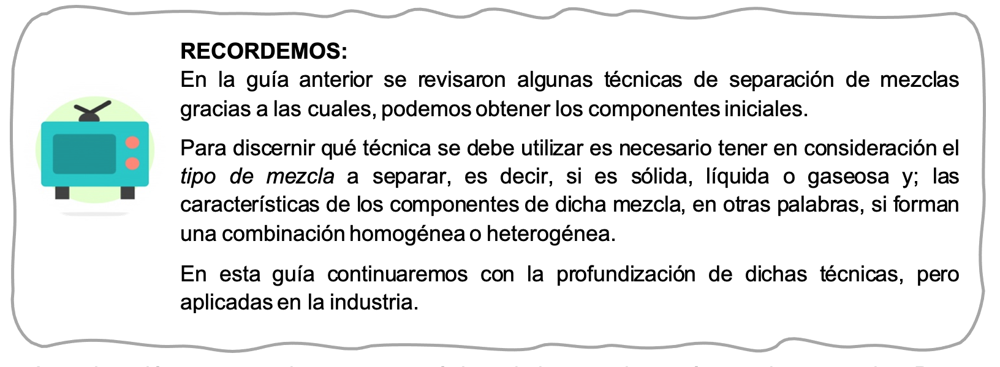 RECORDEMOS:
En la guía anterior se revisaron algunas técnicas de separación de mezclas
gracias a las cuales, podemos obtener los componentes iniciales.
Para discernir qué técnica se debe utilizar es necesario tener en consideración el
tipo de mezcla a separar, es decir, si es sólida, líquida o gaseosa y; las
características de los componentes de dicha mezcla, en otras palabras, si forman
una combinación homogénea o heterogénea.
En esta guía continuaremos con la profundización de dichas técnicas, pero
aplicadas en la industria.